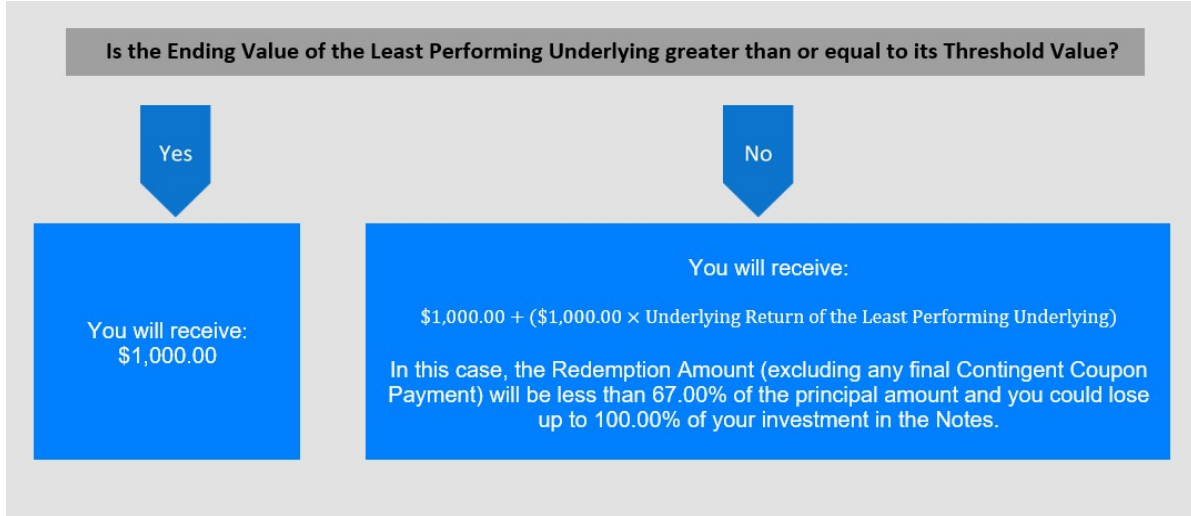 Is the Ending Value of the Least Performing Underlying greater than or equal to its Threshold Value?
Yes
No
You will receive:
$1,000.00
You will receive:
$1,000.00 + ($1,000.00 × Underlying Return of the Least Performing Underlying)
In this case, the Redemption Amount (excluding any final Contingent Coupon
Payment) will be less than 67.00% of the principal amount and you could lose
up to 100.00% of your investment in the Notes.